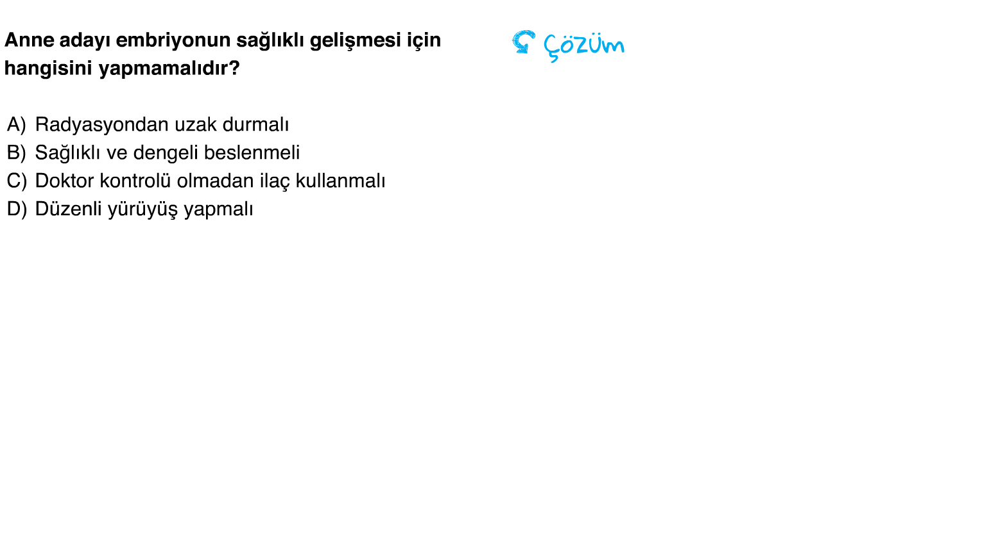 Anne adayı embriyonun sağlıklı gelişmesi için
hangisini yapmamalıdır?
A) Radyasyondan uzak durmalı
B) Sağlıklı ve dengeli beslenmeli
C) Doktor kontrolü olmadan ilaç kullanmalı
D) Düzenli yürüyüş yapmalı
Çözüm